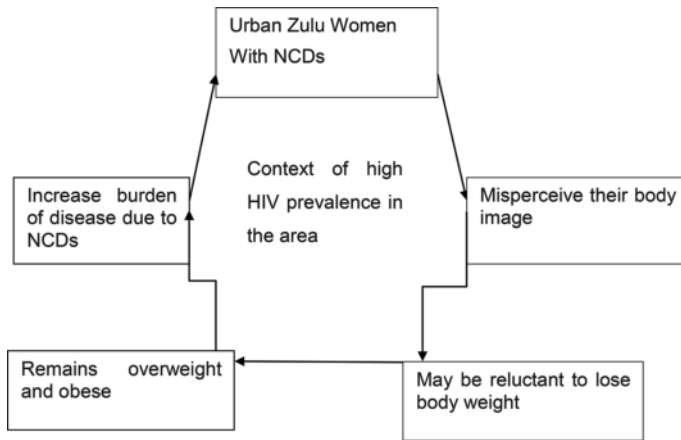 Urban Zulu Women
With NCDs
Context of high
HIV prevalence in
the area
Increase burden
of disease due to
NCDs
Misperceive their body
image
Remains overweight
and obese
May be reluctant to lose
body weight